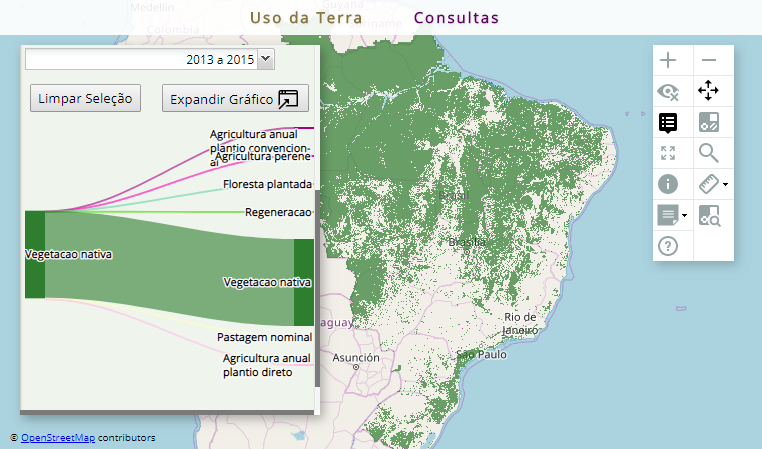 Medellín
Guyana
Suriname
Colombia
Uso da Terra
Consultas
2013 a 2015
Limpar Seleção
Expandir Gráfico
Agricultura anual
plantio convencion-
al
Agricultura perene
Floresta plantada
Regeneracao
Vegetacao nativa
Vegetacao nativa
Pastagem nominal
Agricultura anual
plantio direto
Brasil
Brasília
Rio de
Janeiro
São Paulo
Asunción
© OpenStreetMap contributors